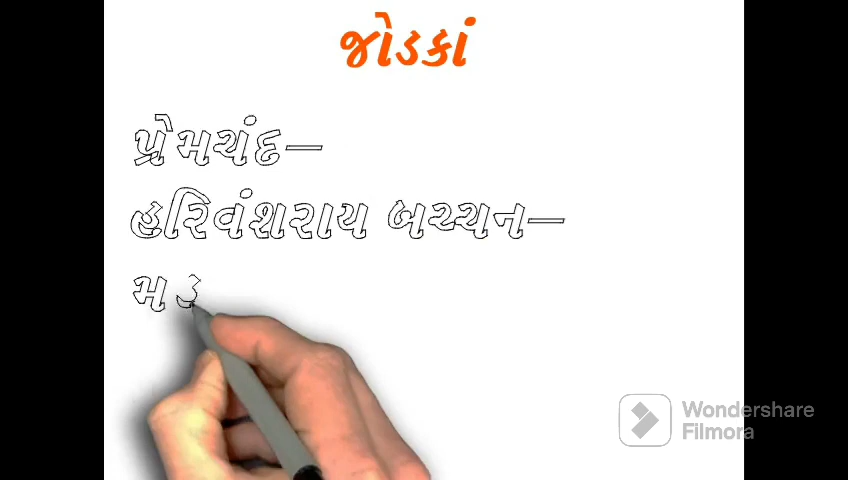 જોડકાં
પ્રેમચંદ–
હરિવંશરાય બચ્ચન–
મ
Wondershare
Filmora